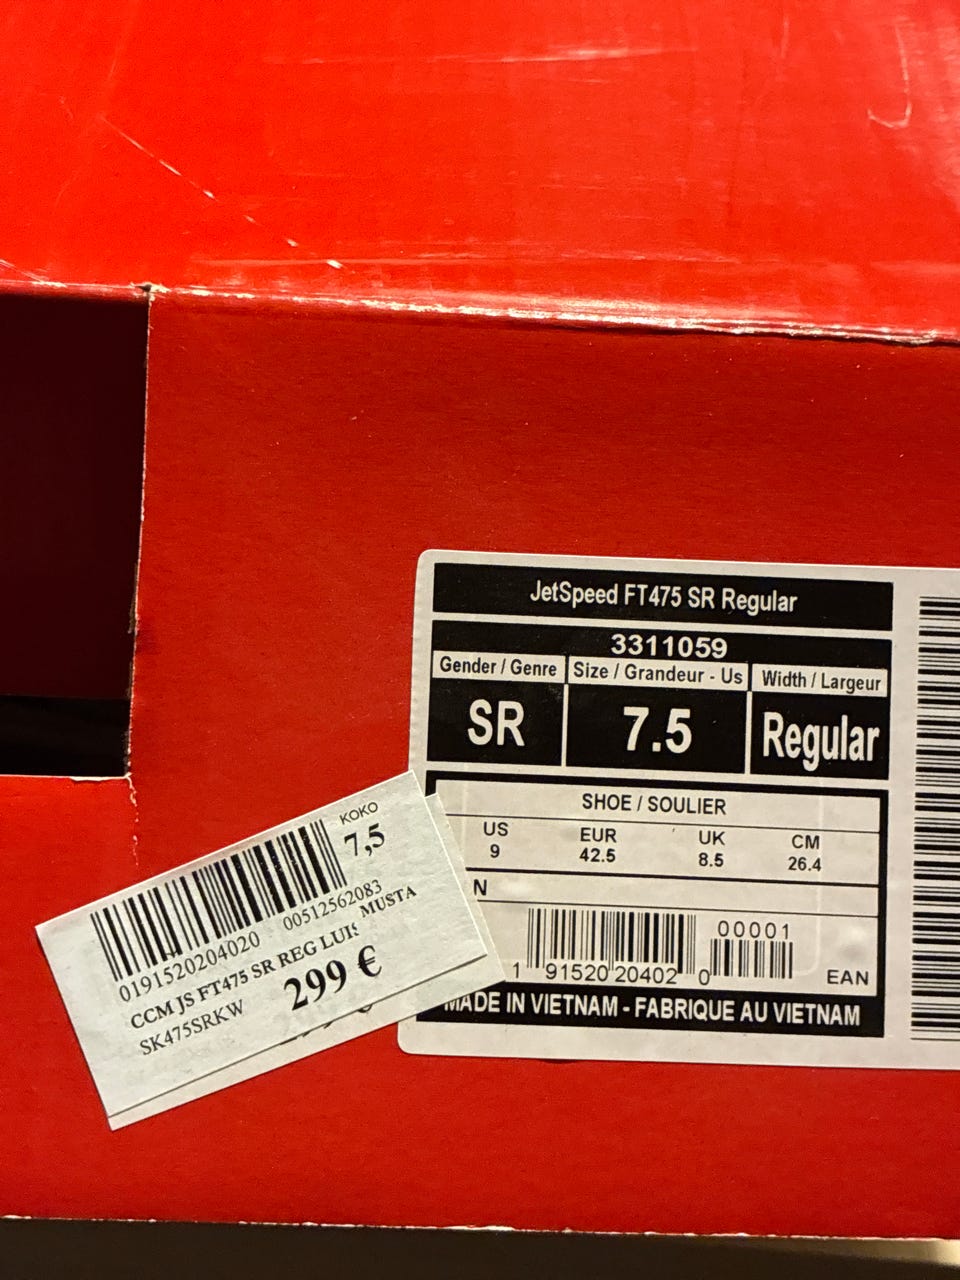 JetSpeed FT475 SR Regular
3311059
Gender / Genre
Size / Grandeur - Us
Width / Largeur
SR
7.5
Regular
SHOE / SOULIER
US EUR UK CM
9 42.5 8.5 26.4
N
00001
1 91520 20402 0
EAN
MADE IN VIETNAM - FABRIQUE AU VIETNAM
KOKO
7,5
0191520204020 00512562083
CCM JS FT475 SR REG LUIS MUSTA
SK475SRKW
299 €